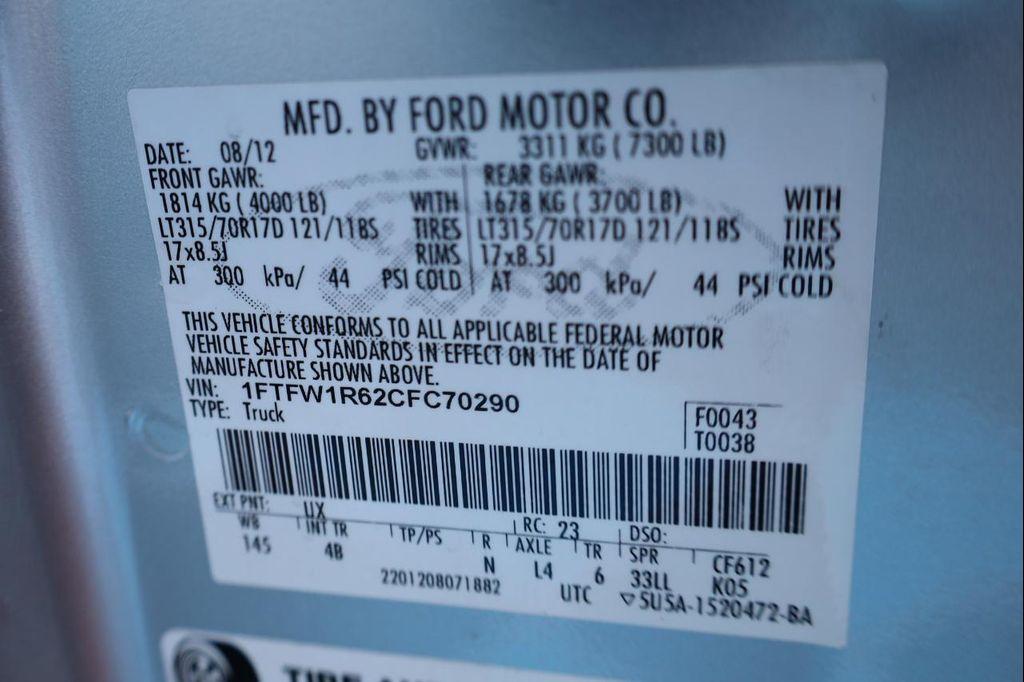 MFD. BY FORD MOTOR CO.
DATE: 08/12 GVWR: 3311 KG ( 7300 LB)
FRONT GAWR: REAR GAWR:
1814 KG ( 4000 LB) WITH 1678 KG ( 3700 LB) WITH
LT315/70R17D 121/118S TIRES LT315/70R17D 121/118S TIRES
17x8.5J RIMS 17x8.5J RIMS
AT 300 kPa/ 44 PSI COLD AT 300 kPa/ 44 PSI COLD
THIS VEHICLE CONFORMS TO ALL APPLICABLE FEDERAL MOTOR
VEHICLE SAFETY STANDARDS IN EFFECT ON THE DATE OF
MANUFACTURE SHOWN ABOVE.
VIN: 1FTFW1R62CFC70290
TYPE: Truck
F0043
T0038
EXT PNT: UX RC: 23 DSO:
WB INT TR TP/PS R AXLE TR SPR CF612
145 4B N L4 6 33LL K05
2201208071882 UTC ▽5U5A-1520472-BA
TIRE